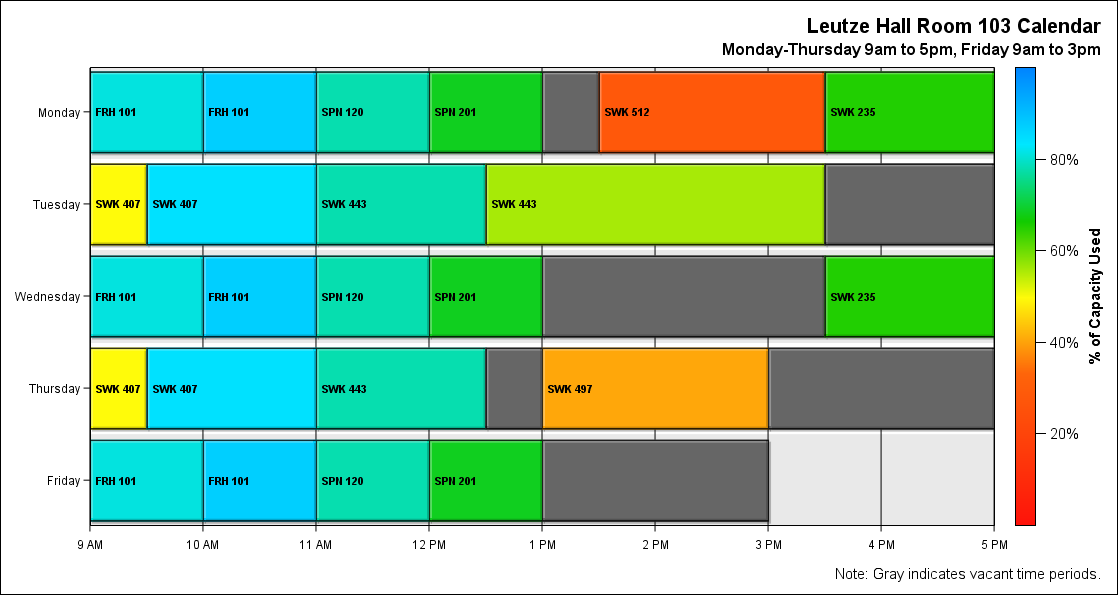 Leutze Hall Room 103 Calendar
Monday-Thursday 9am to 5pm, Friday 9am to 3pm
Monday FRH 101 FRH 101 SPN 120 SPN 201 SWK 512 SWK 235
Tuesday SWK 407 SWK 407 SWK 443 SWK 443
Wednesday FRH 101 FRH 101 SPN 120 SPN 201 SWK 235
Thursday SWK 407 SWK 407 SWK 443 SWK 497
Friday FRH 101 FRH 101 SPN 120 SPN 201
9 AM 10 AM 11 AM 12 PM 1 PM 2 PM 3 PM 4 PM 5 PM
80%
60%
40%
20%
% of Capacity Used
Note: Gray indicates vacant time periods.